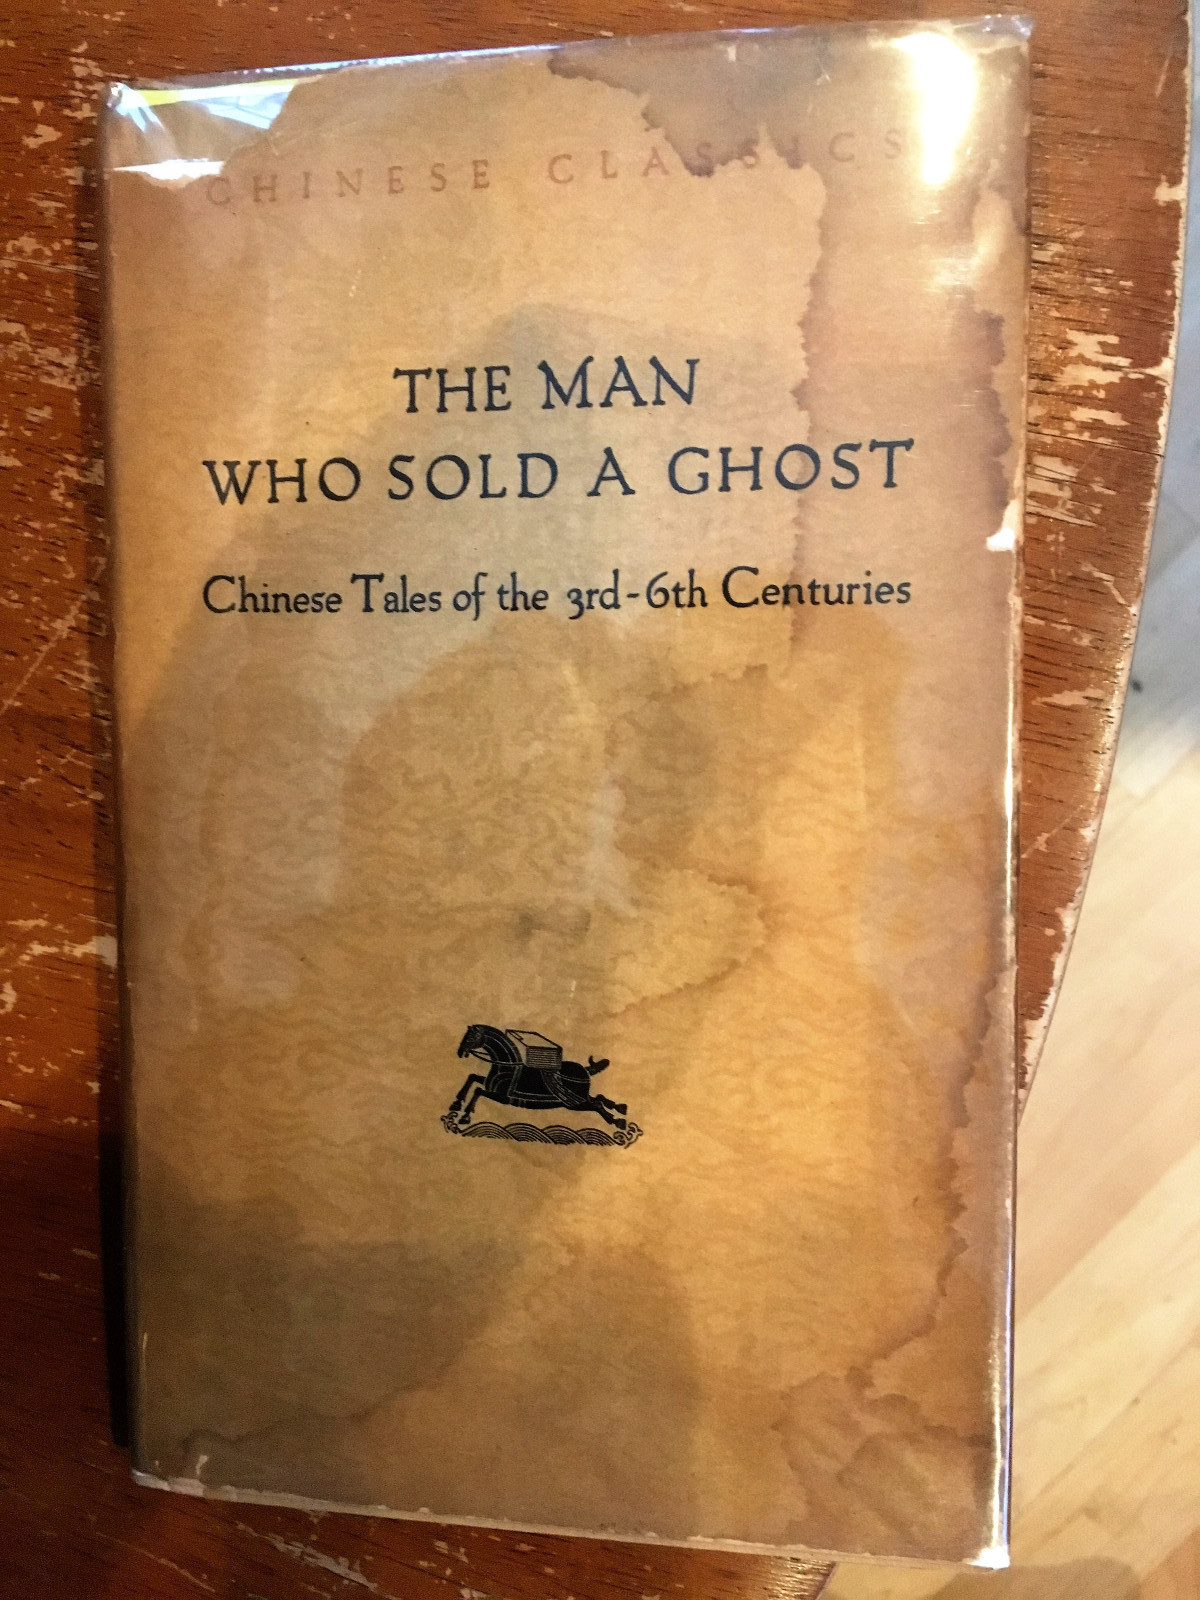 CHINESE CLASSICS
THE MAN
WHO SOLD A GHOST
Chinese Tales of the 3rd-6th Centuries